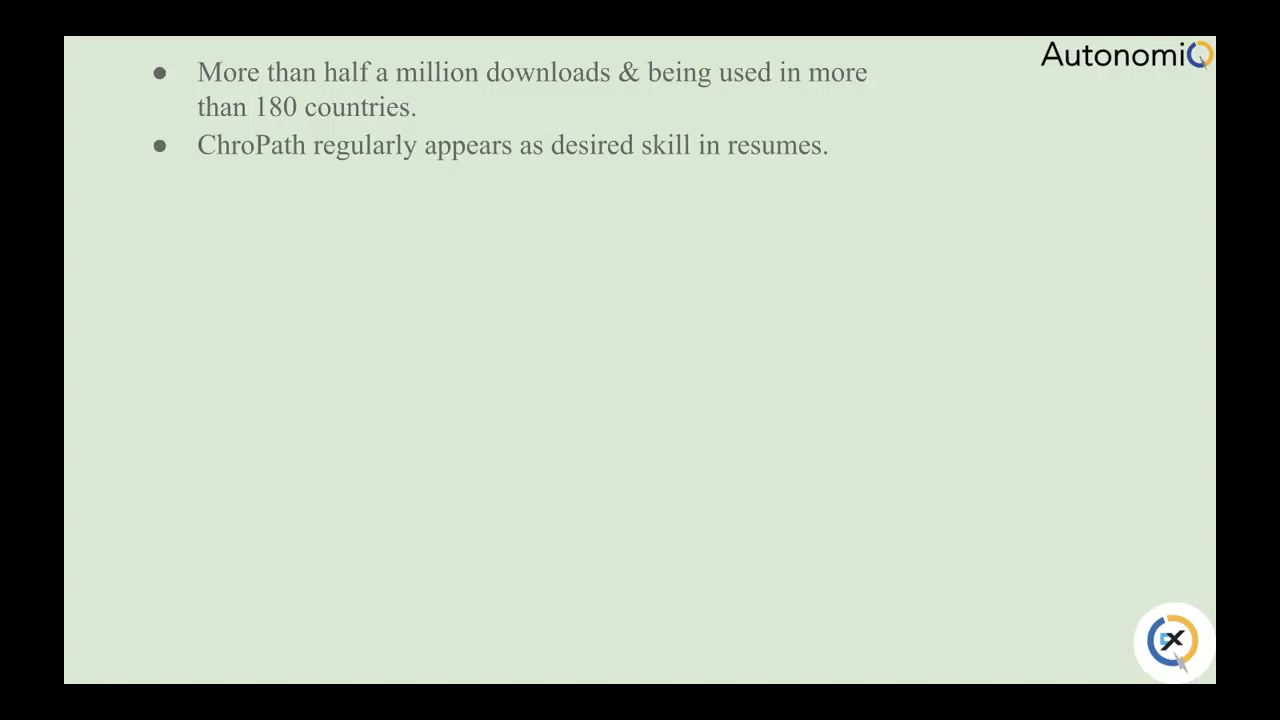 AutonomiQ
● More than half a million downloads & being used in more
than 180 countries.
● ChroPath regularly appears as desired skill in resumes.